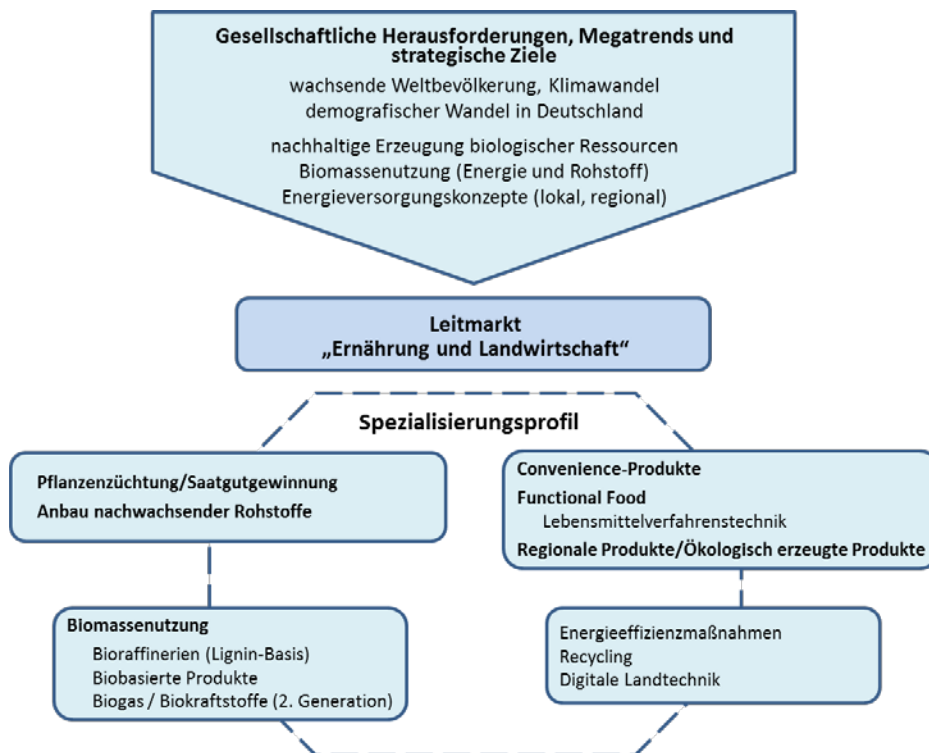 Gesellschaftliche Herausforderungen, Megatrends und
strategische Ziele
wachsende Weltbevölkerung, Klimawandel
demografischer Wandel in Deutschland
nachhaltige Erzeugung biologischer Ressourcen
Biomassenutzung (Energie und Rohstoff)
Energieversorgungskonzepte (lokal, regional)
Leitmarkt
„Ernährung und Landwirtschaft“
Spezialisierungsprofil
Pflanzenzüchtung/Saatgutgewinnung
Anbau nachwachsender Rohstoffe
Convenience-Produkte
Functional Food
Lebensmittelverfahrenstechnik
Regionale Produkte/Ökologisch erzeugte Produkte
Biomassenutzung
Bioraffinerien (Lignin-Basis)
Biobasierte Produkte
Biogas / Biokraftstoffe (2. Generation)
Energieeffizienzmaßnahmen
Recycling
Digitale Landtechnik